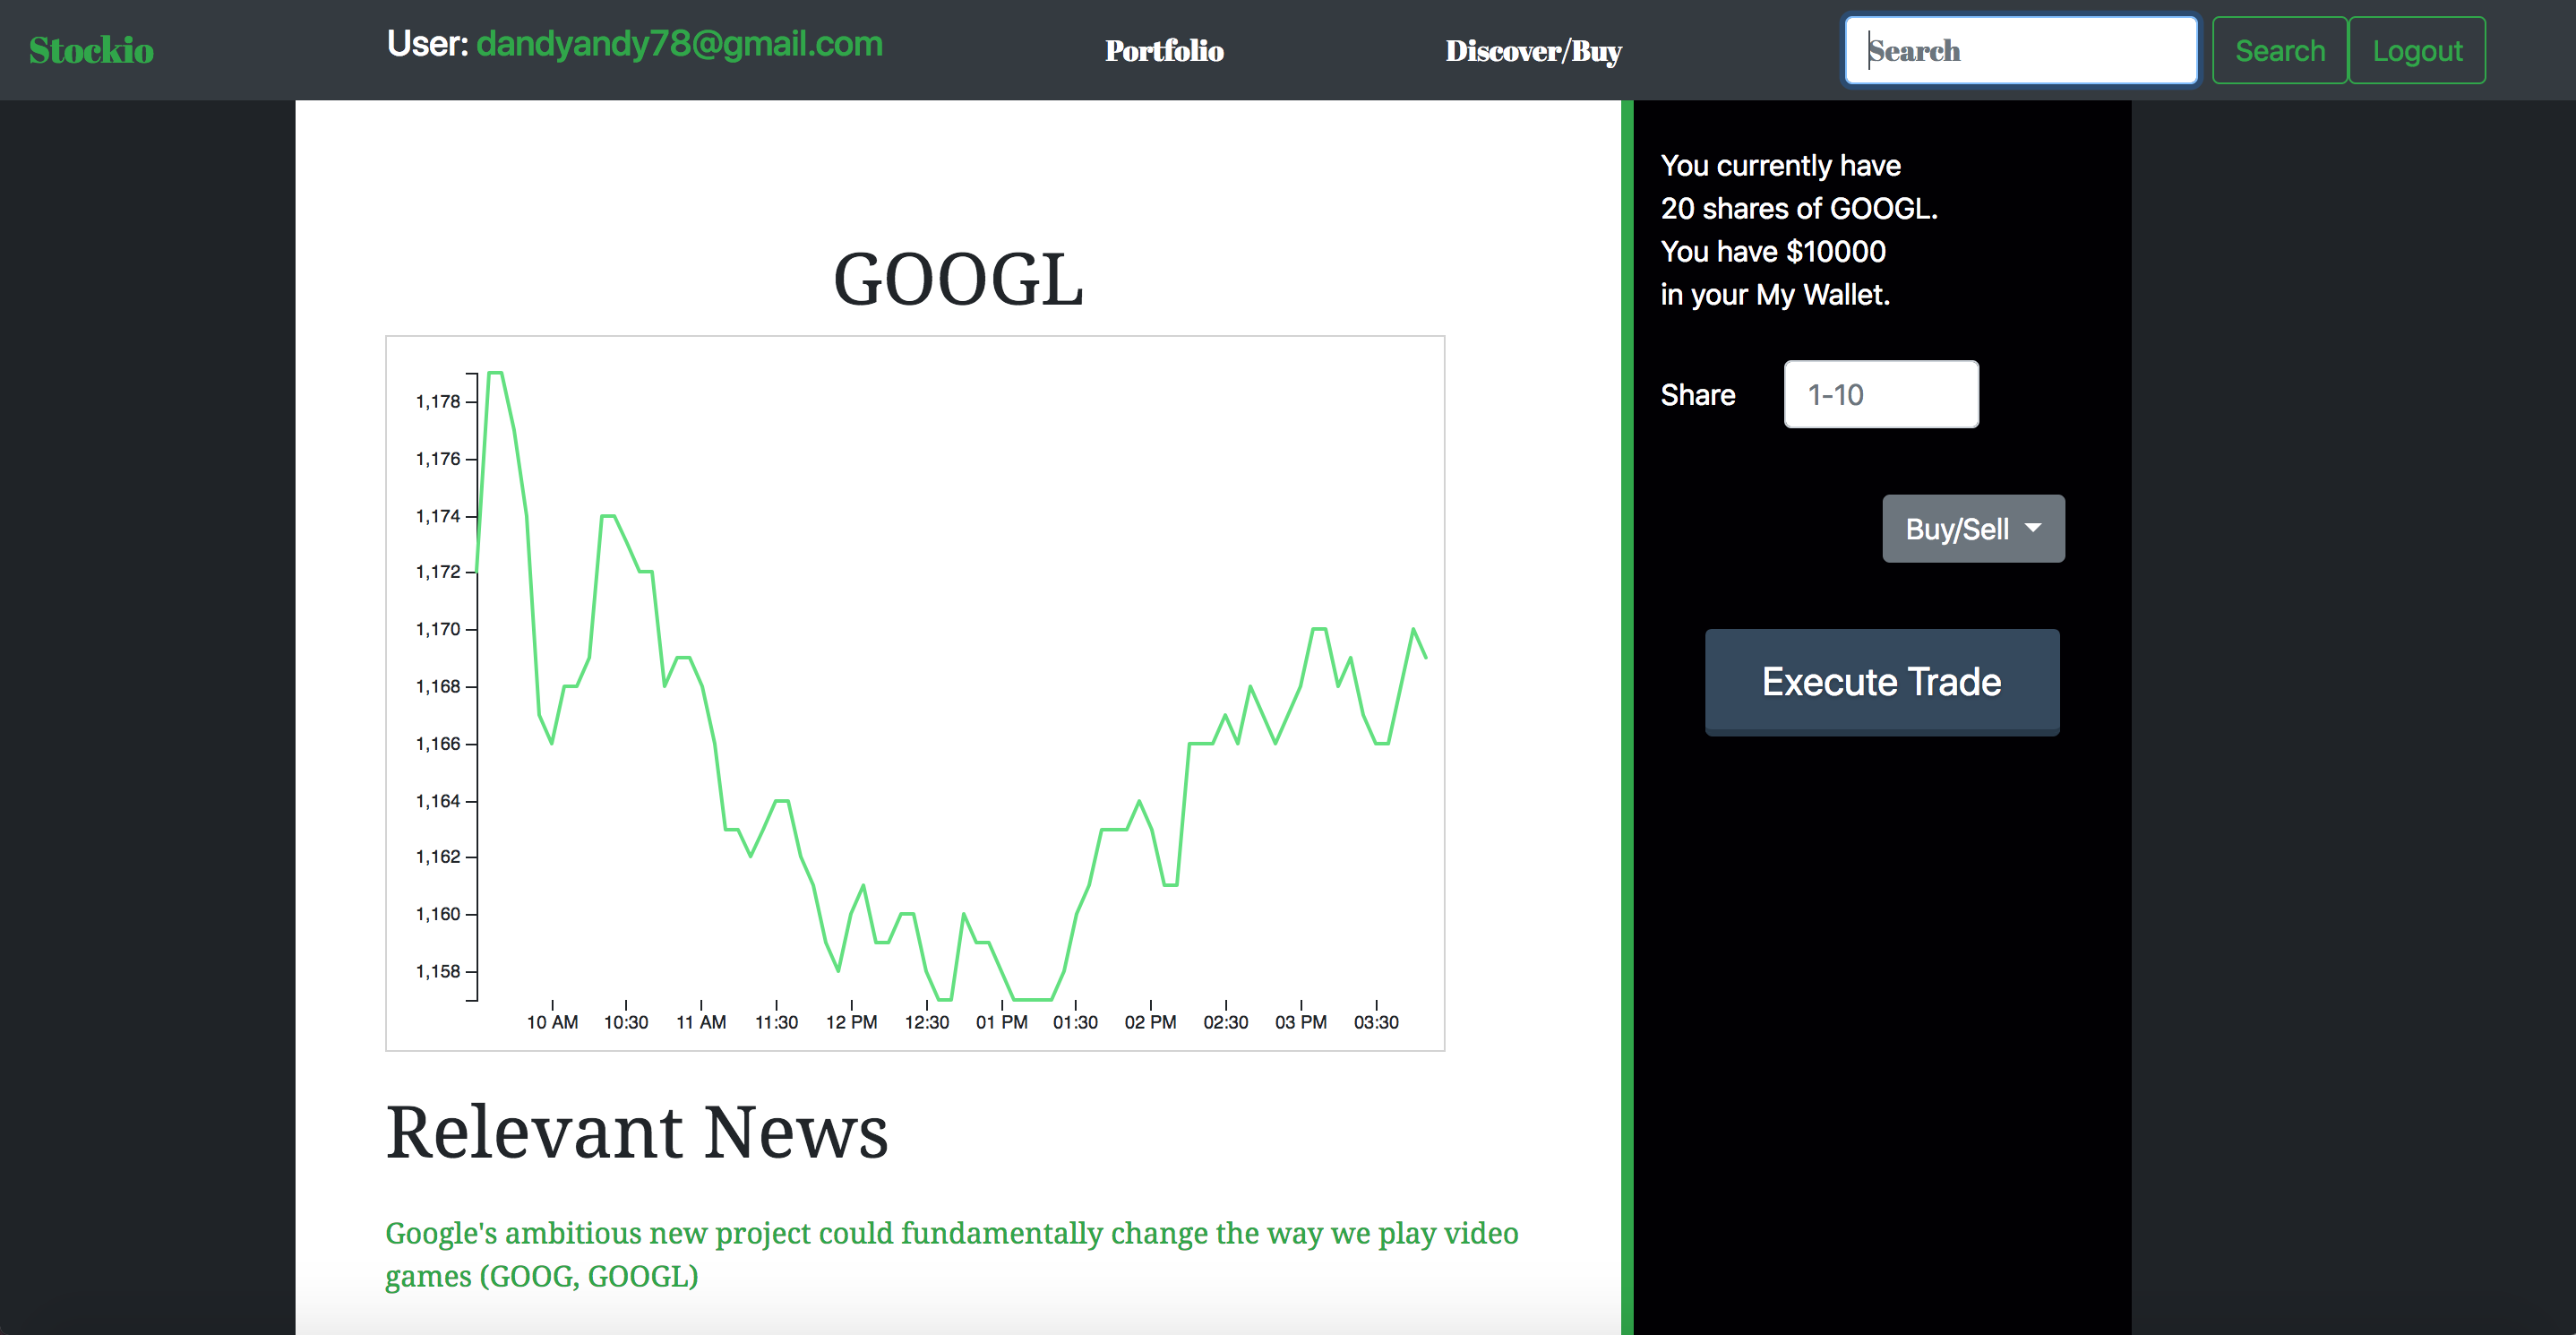 Stockio
User: dandyandy78@gmail.com
Portfolio
Discover/Buy
Search
Search
Logout
GOOGL
1,178
1,176
1,174
1,172
1,170
1,168
1,166
1,164
1,162
1,160
1,158
10 AM 10:30 11 AM 11:30 12 PM 12:30 01 PM 01:30 02 PM 02:30 03 PM 03:30
Relevant News
Google's ambitious new project could fundamentally change the way we play video
games (GOOG, GOOGL)
You currently have
20 shares of GOOGL.
You have $10000
in your My Wallet.
Share 1-10
Buy/Sell
Execute Trade